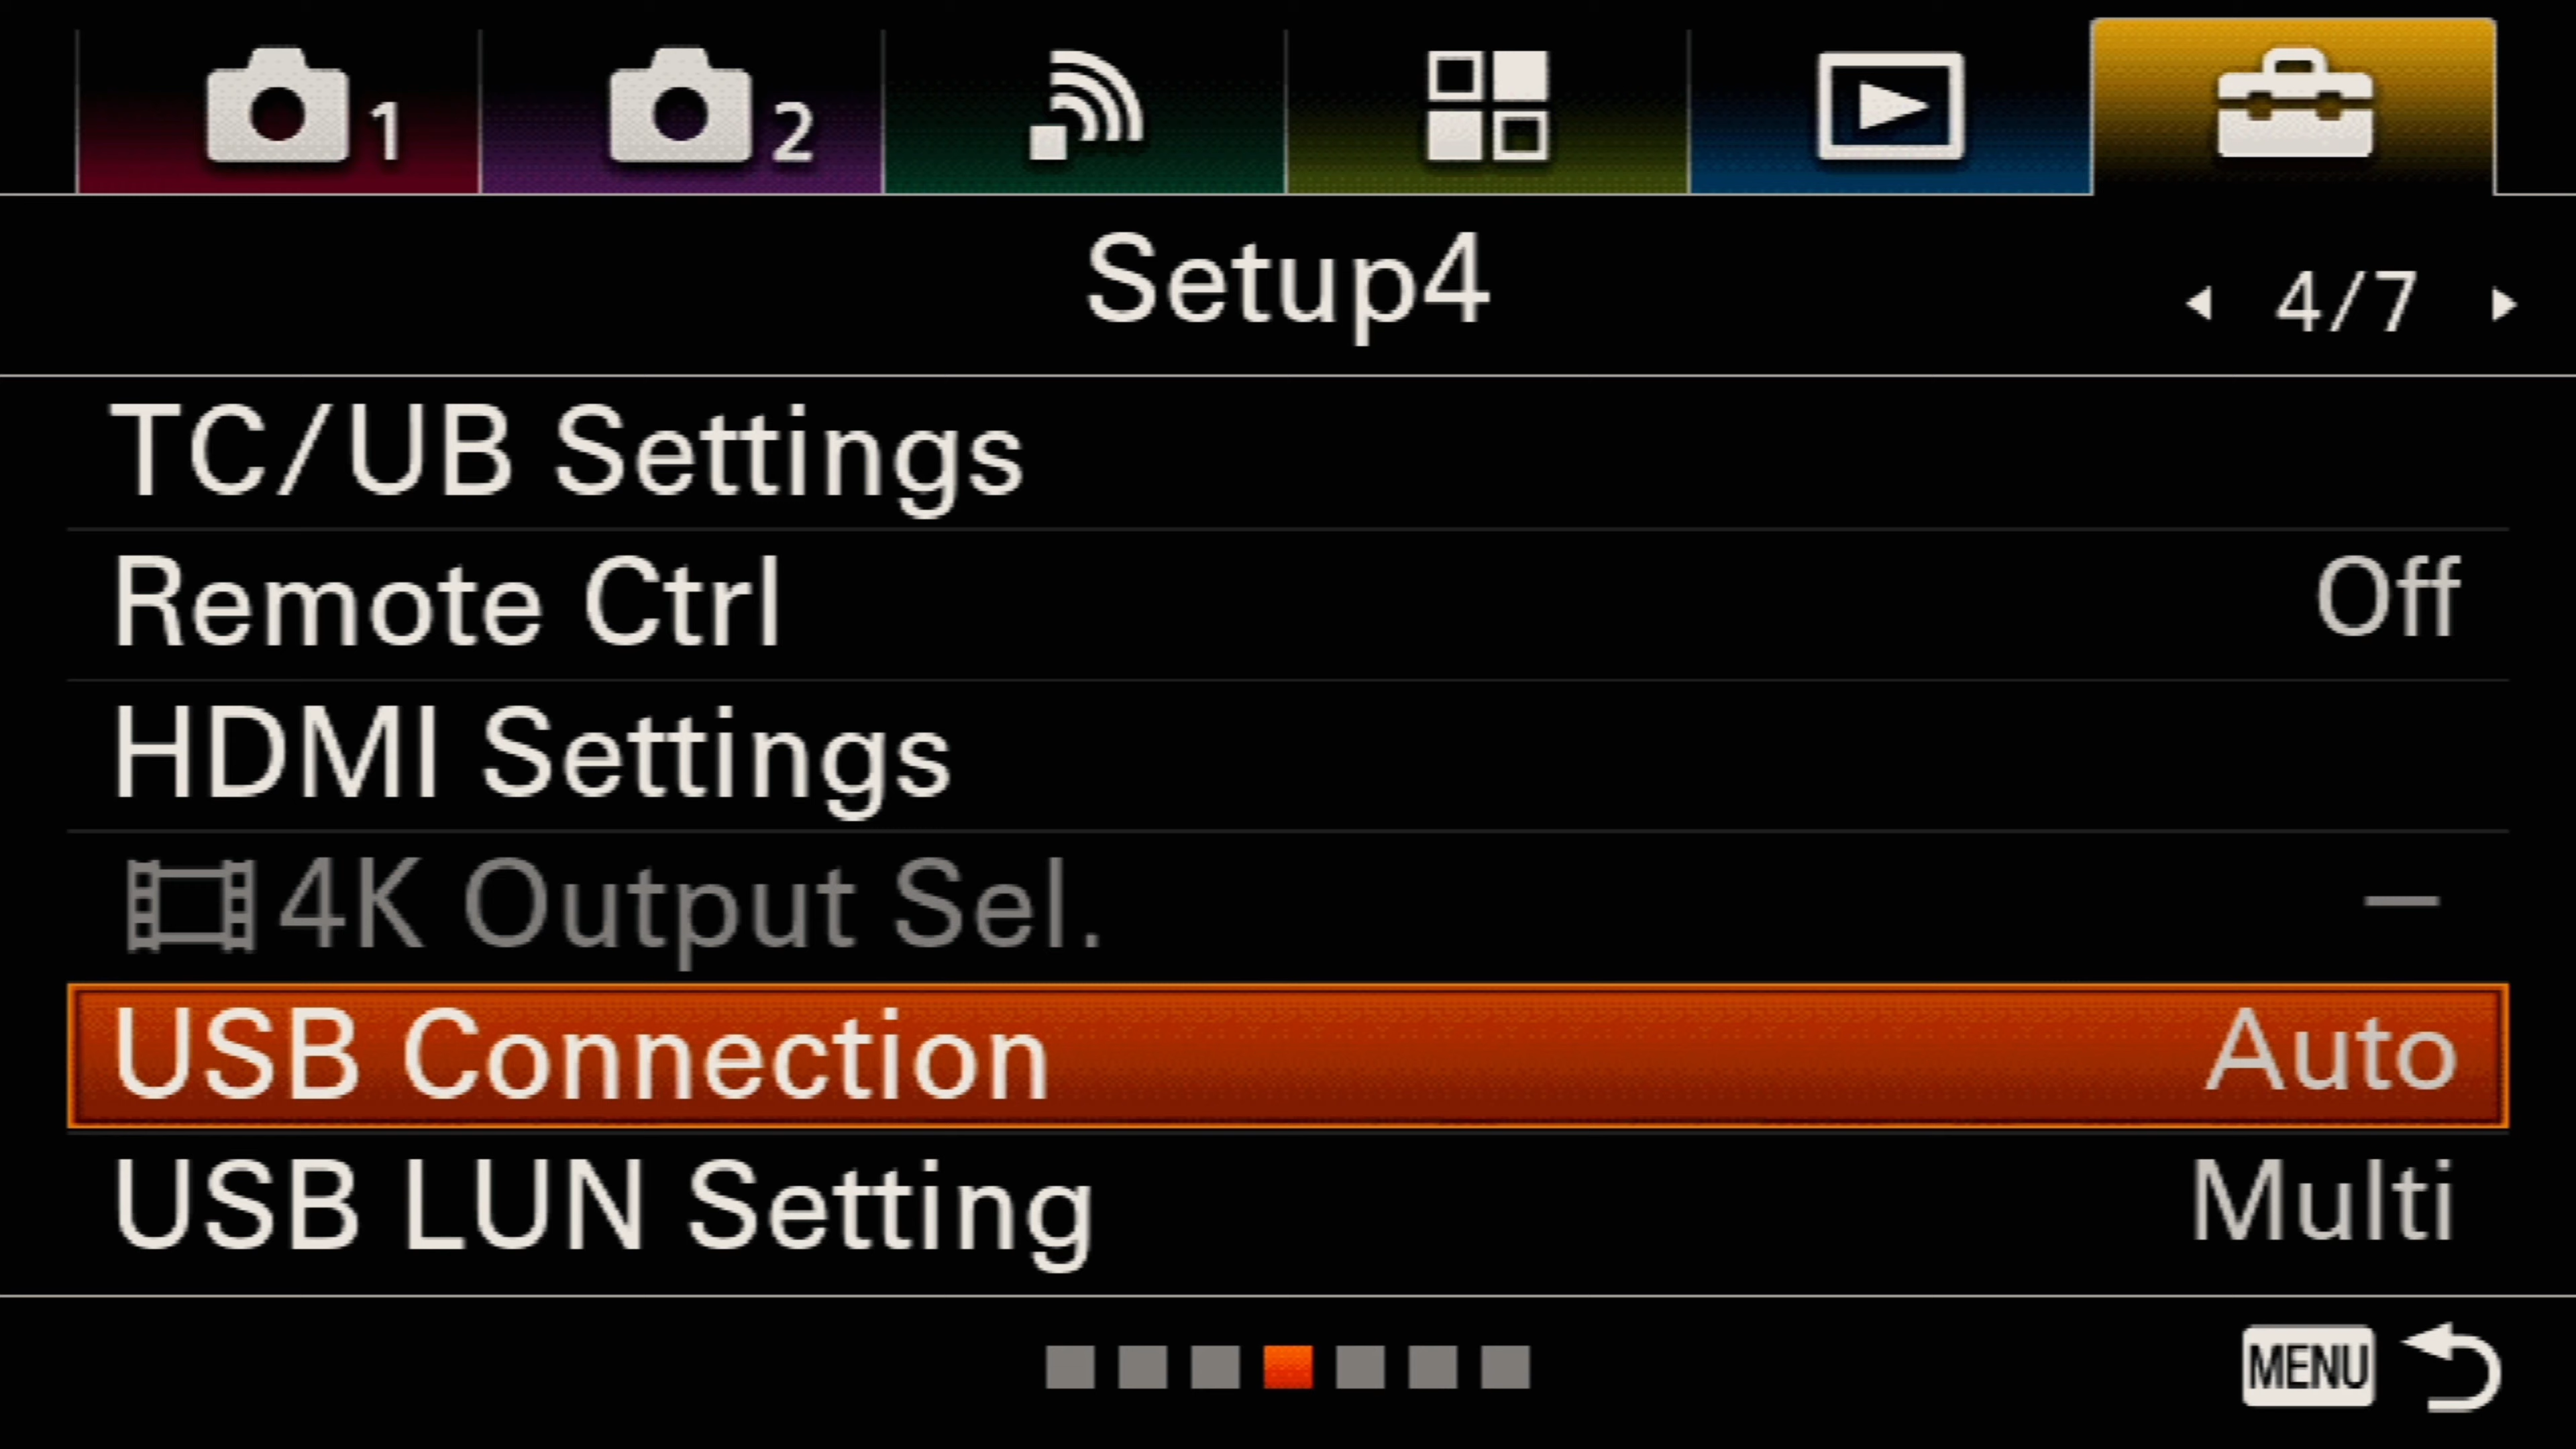 1 2
Setup4
4/7
TC/UB Settings
Remote Ctrl Off
HDMI Settings
4K Output Sel. –
USB Connection Auto
USB LUN Setting Multi
MENU